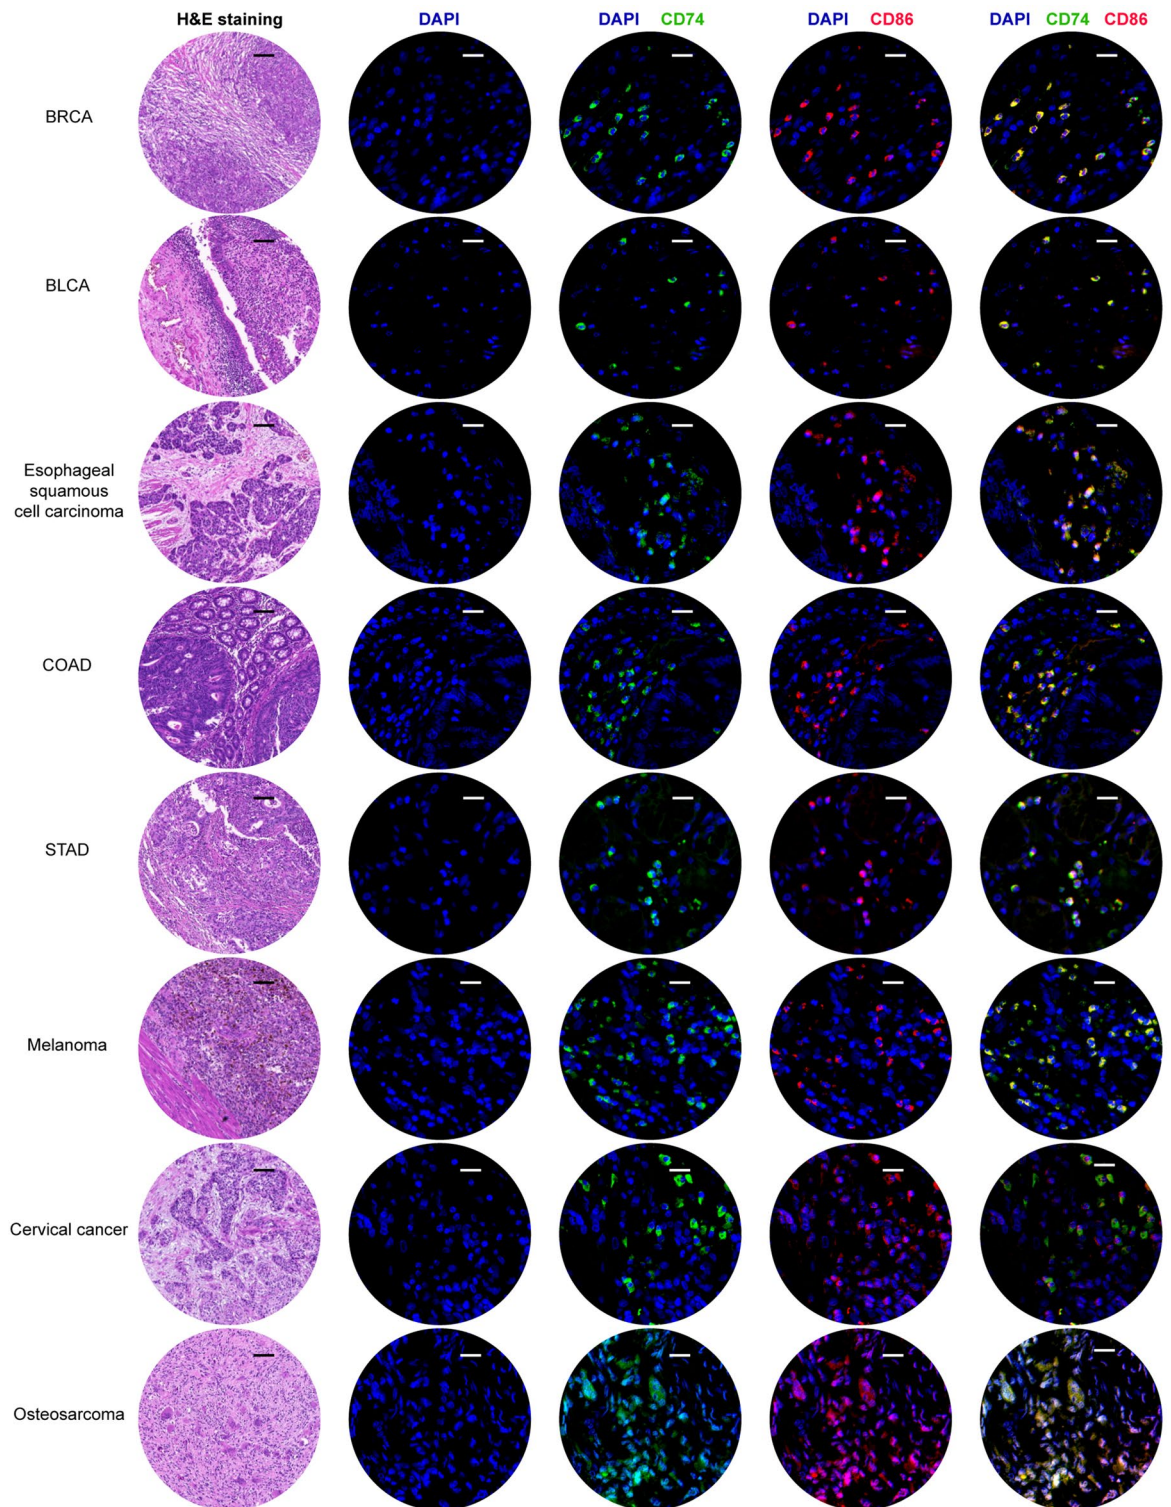 H&E staining DAPI DAPI CD74 DAPI CD86 DAPI CD74 CD86
BRCA
BLCA
Esophageal
squamous
cell carcinoma
COAD
STAD
Melanoma
Cervical cancer
Osteosarcoma